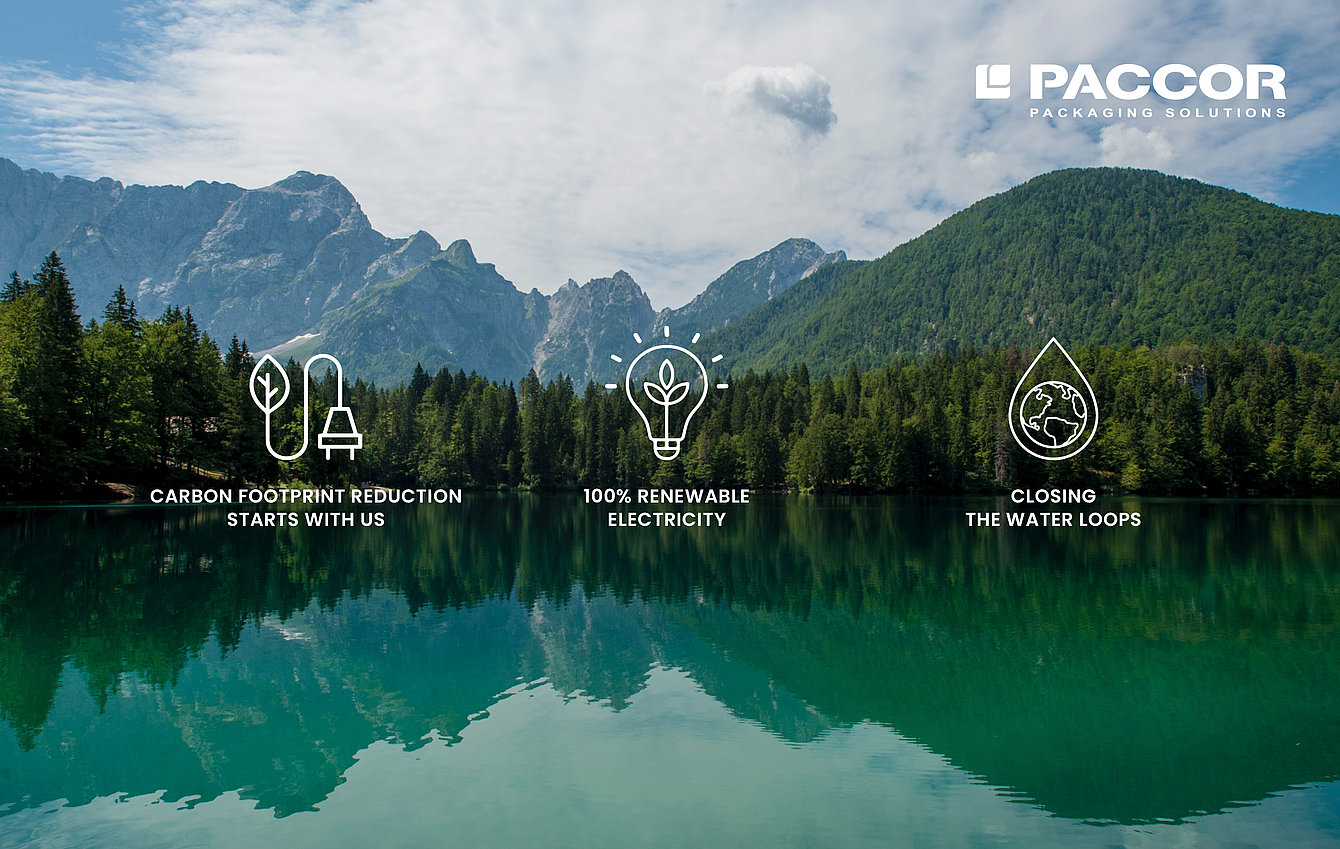 PACCOR
PACKAGING SOLUTIONS
CARBON FOOTPRINT REDUCTION
STARTS WITH US
100% RENEWABLE
ELECTRICITY
CLOSING
THE WATER LOOPS